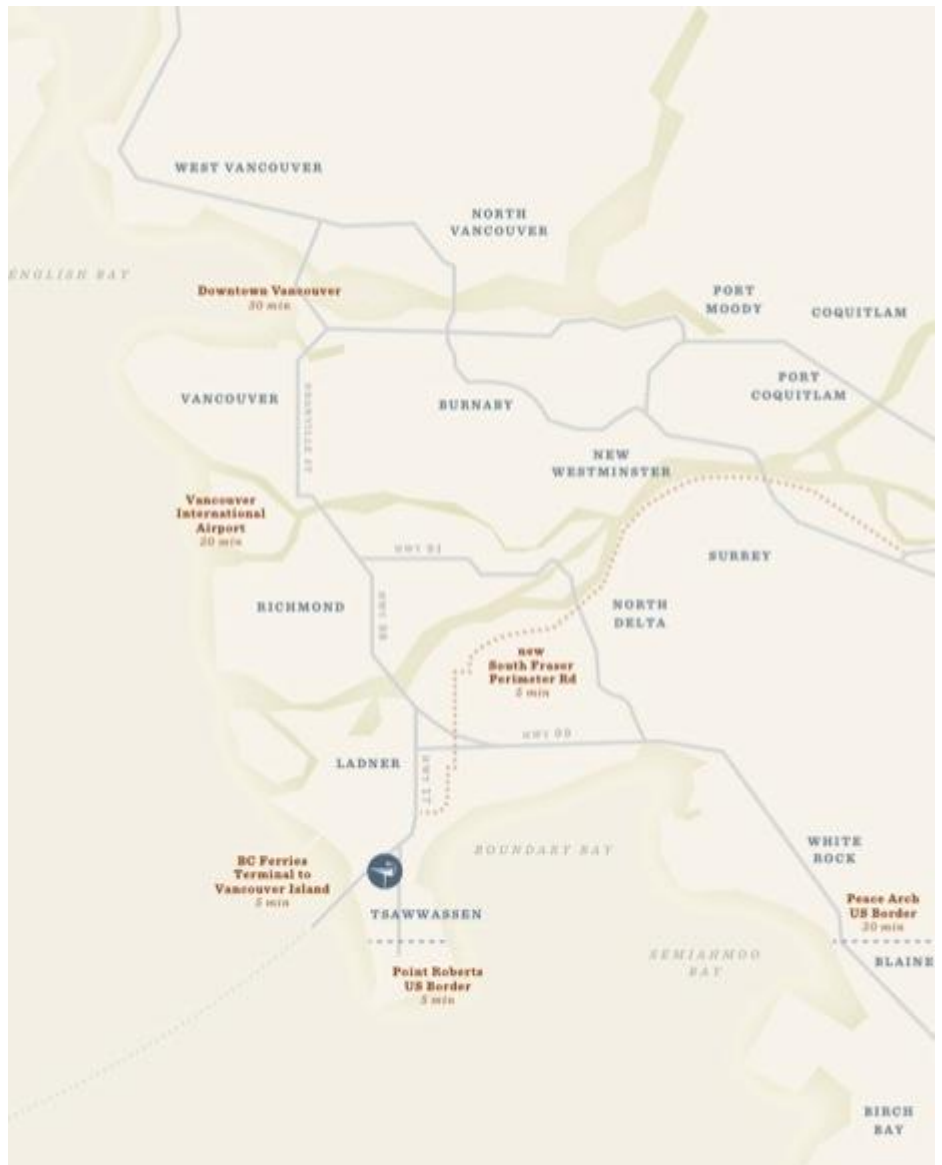 WEST VANCOUVER
NORTH
VANCOUVER
ENGLISH BAY
Downtown Vancouver
30 min
PORT
MOODY
COQUITLAM
VANCOUVER
GRANVILLE ST
BURNABY
PORT
COQUITLAM
NEW
WESTMINSTER
Vancouver
International
Airport
20 min
HWY 91
SURREY
RICHMOND
HWY 99
NORTH
DELTA
new
South Fraser
Perimeter Rd
5 min
HWY 99
LADNER
HWY 17
BOUNDARY BAY
WHITE
ROCK
BC Ferries
Terminal to
Vancouver Island
5 min
TSAWWASSEN
Peace Arch
US Border
20 min
SEMIAHMOO
BAY
BLAINE
Point Roberts
US Border
5 min
BIRCH
BAY